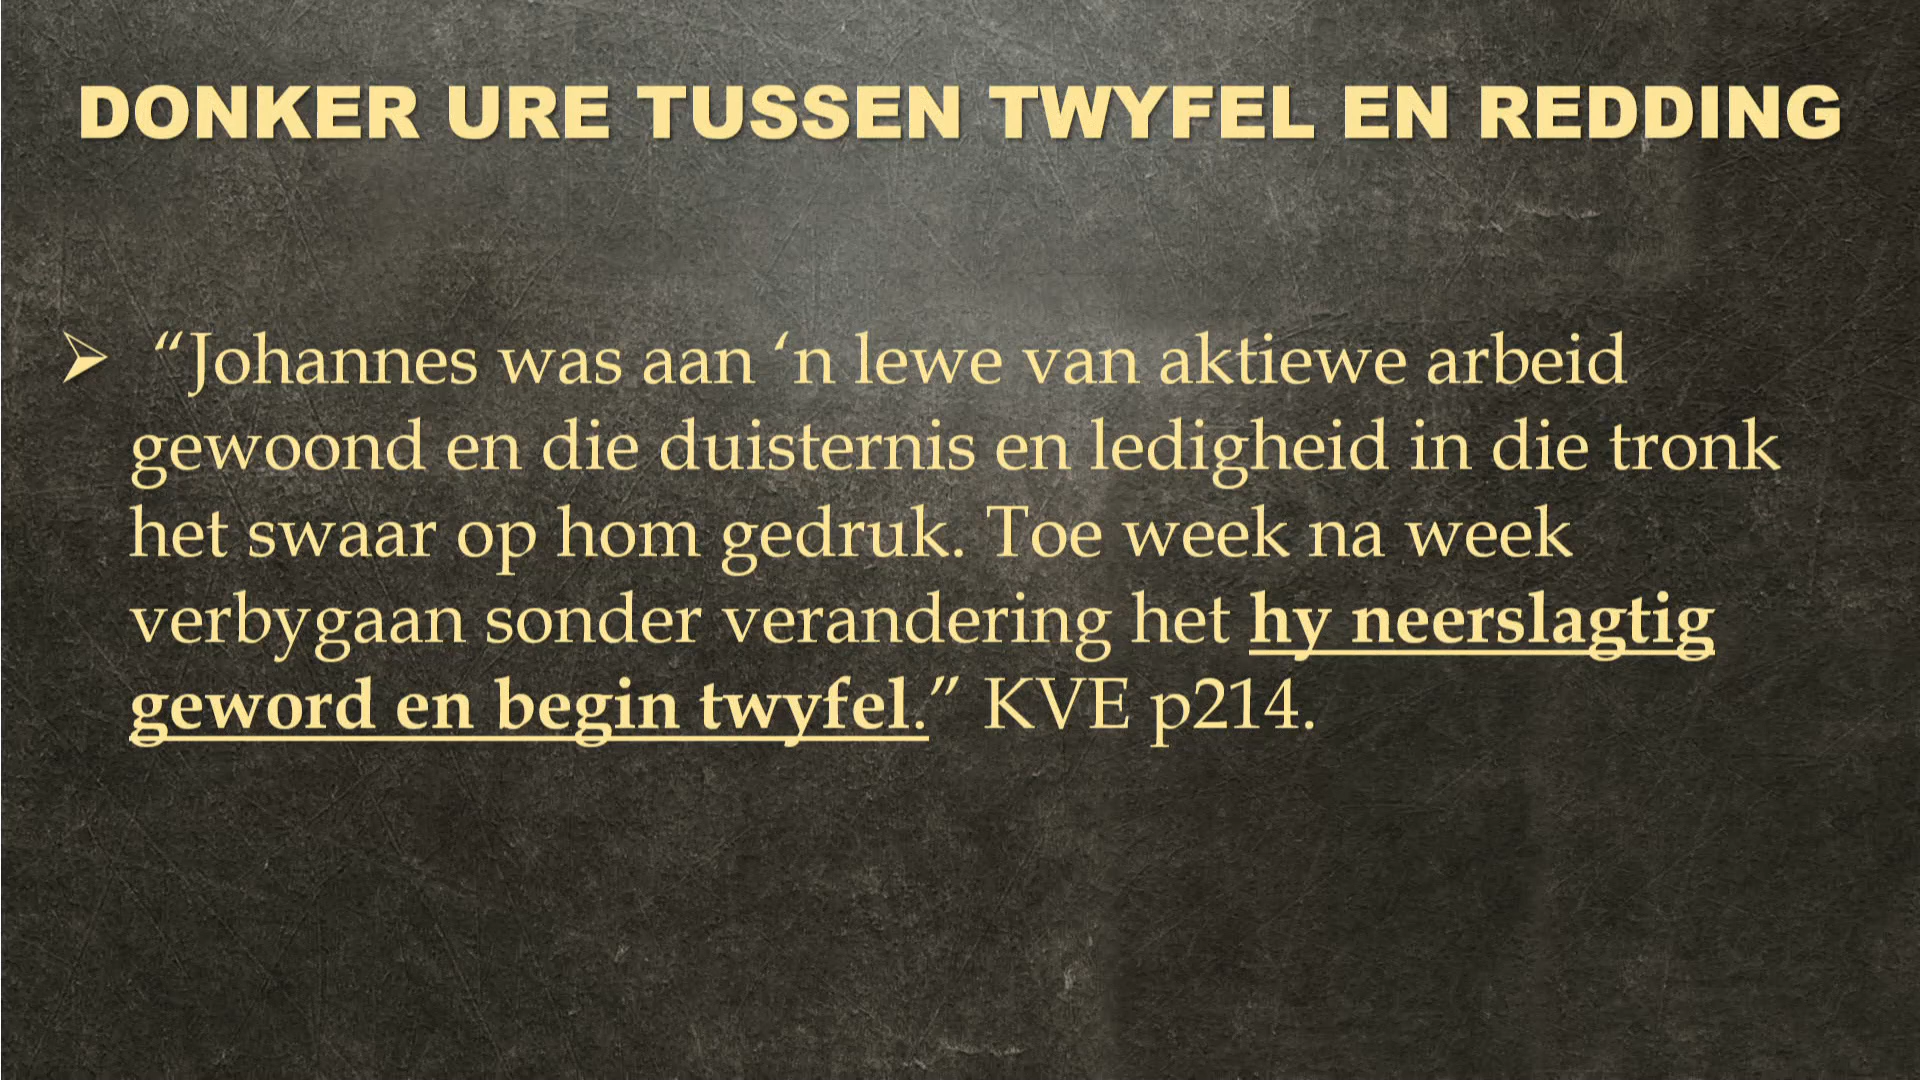 DONKER URE TUSSEN TWYFEL EN REDDING
➢ “Johannes was aan ‘n lewe van aktiewe arbeid
gewoond en die duisternis en ledigheid in die tronk
het swaar op hom gedruk. Toe week na week
verbygaan sonder verandering het hy neerslagtig
geword en begin twyfel.” KVE p214.